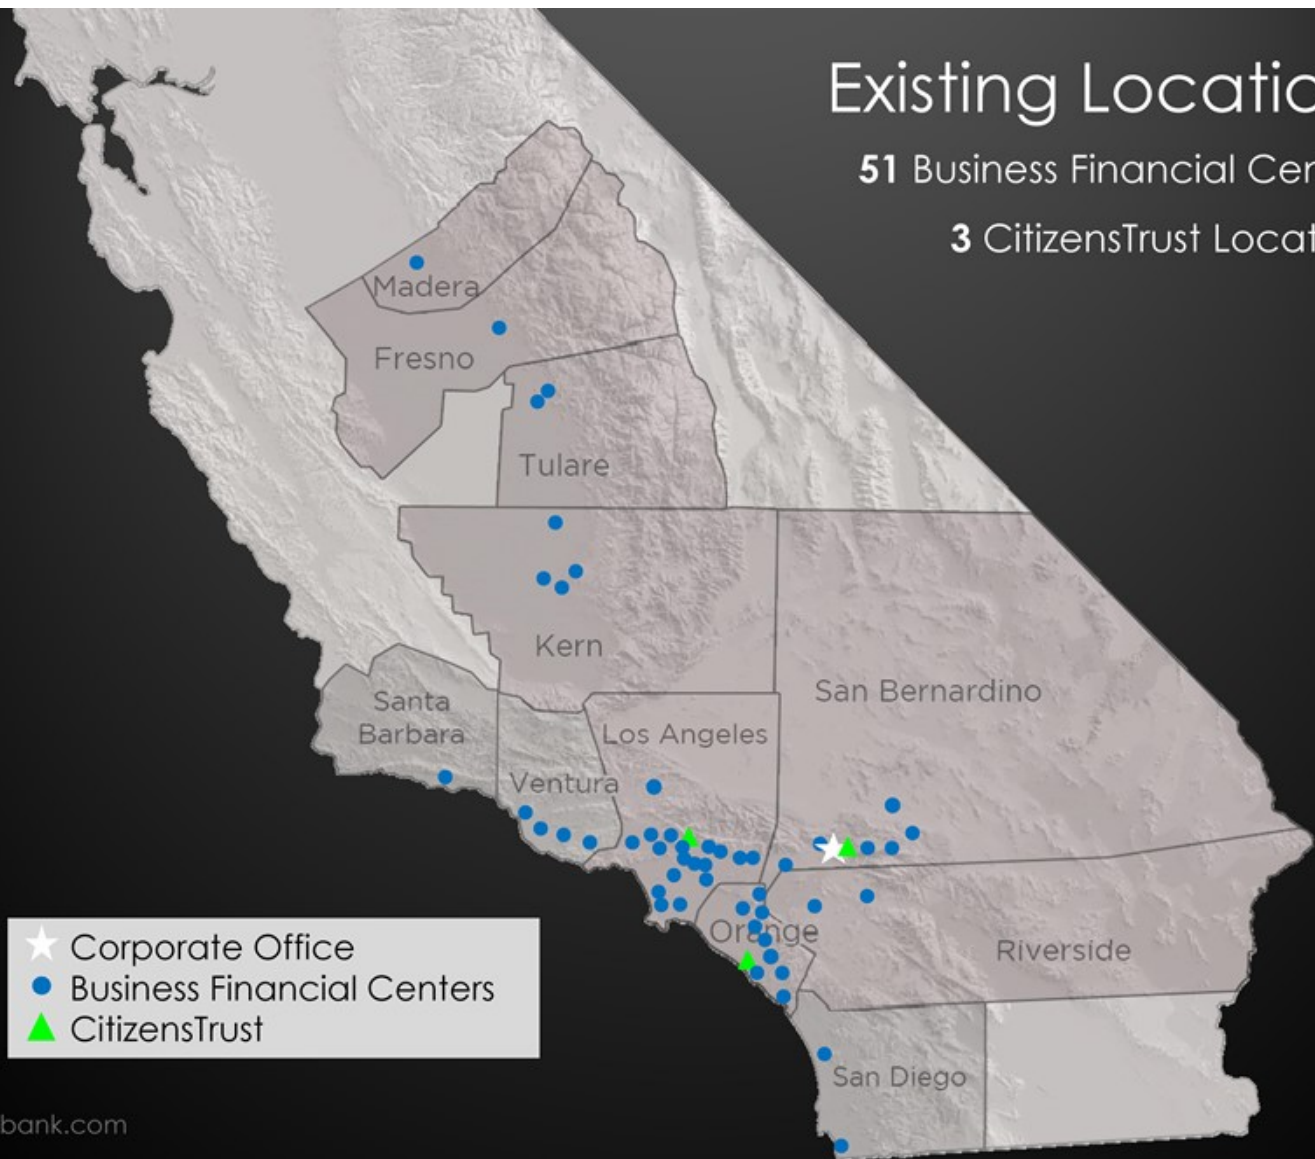 Existing Locatio
51 Business Financial Cen
3 CitizensTrust Locat
Madera
Fresno
Tulare
Kern
San Bernardino
Santa
Barbara
Los Angeles
Ventura
Orange
Riverside
San Diego
Corporate Office
Business Financial Centers
CitizensTrust
bank.com